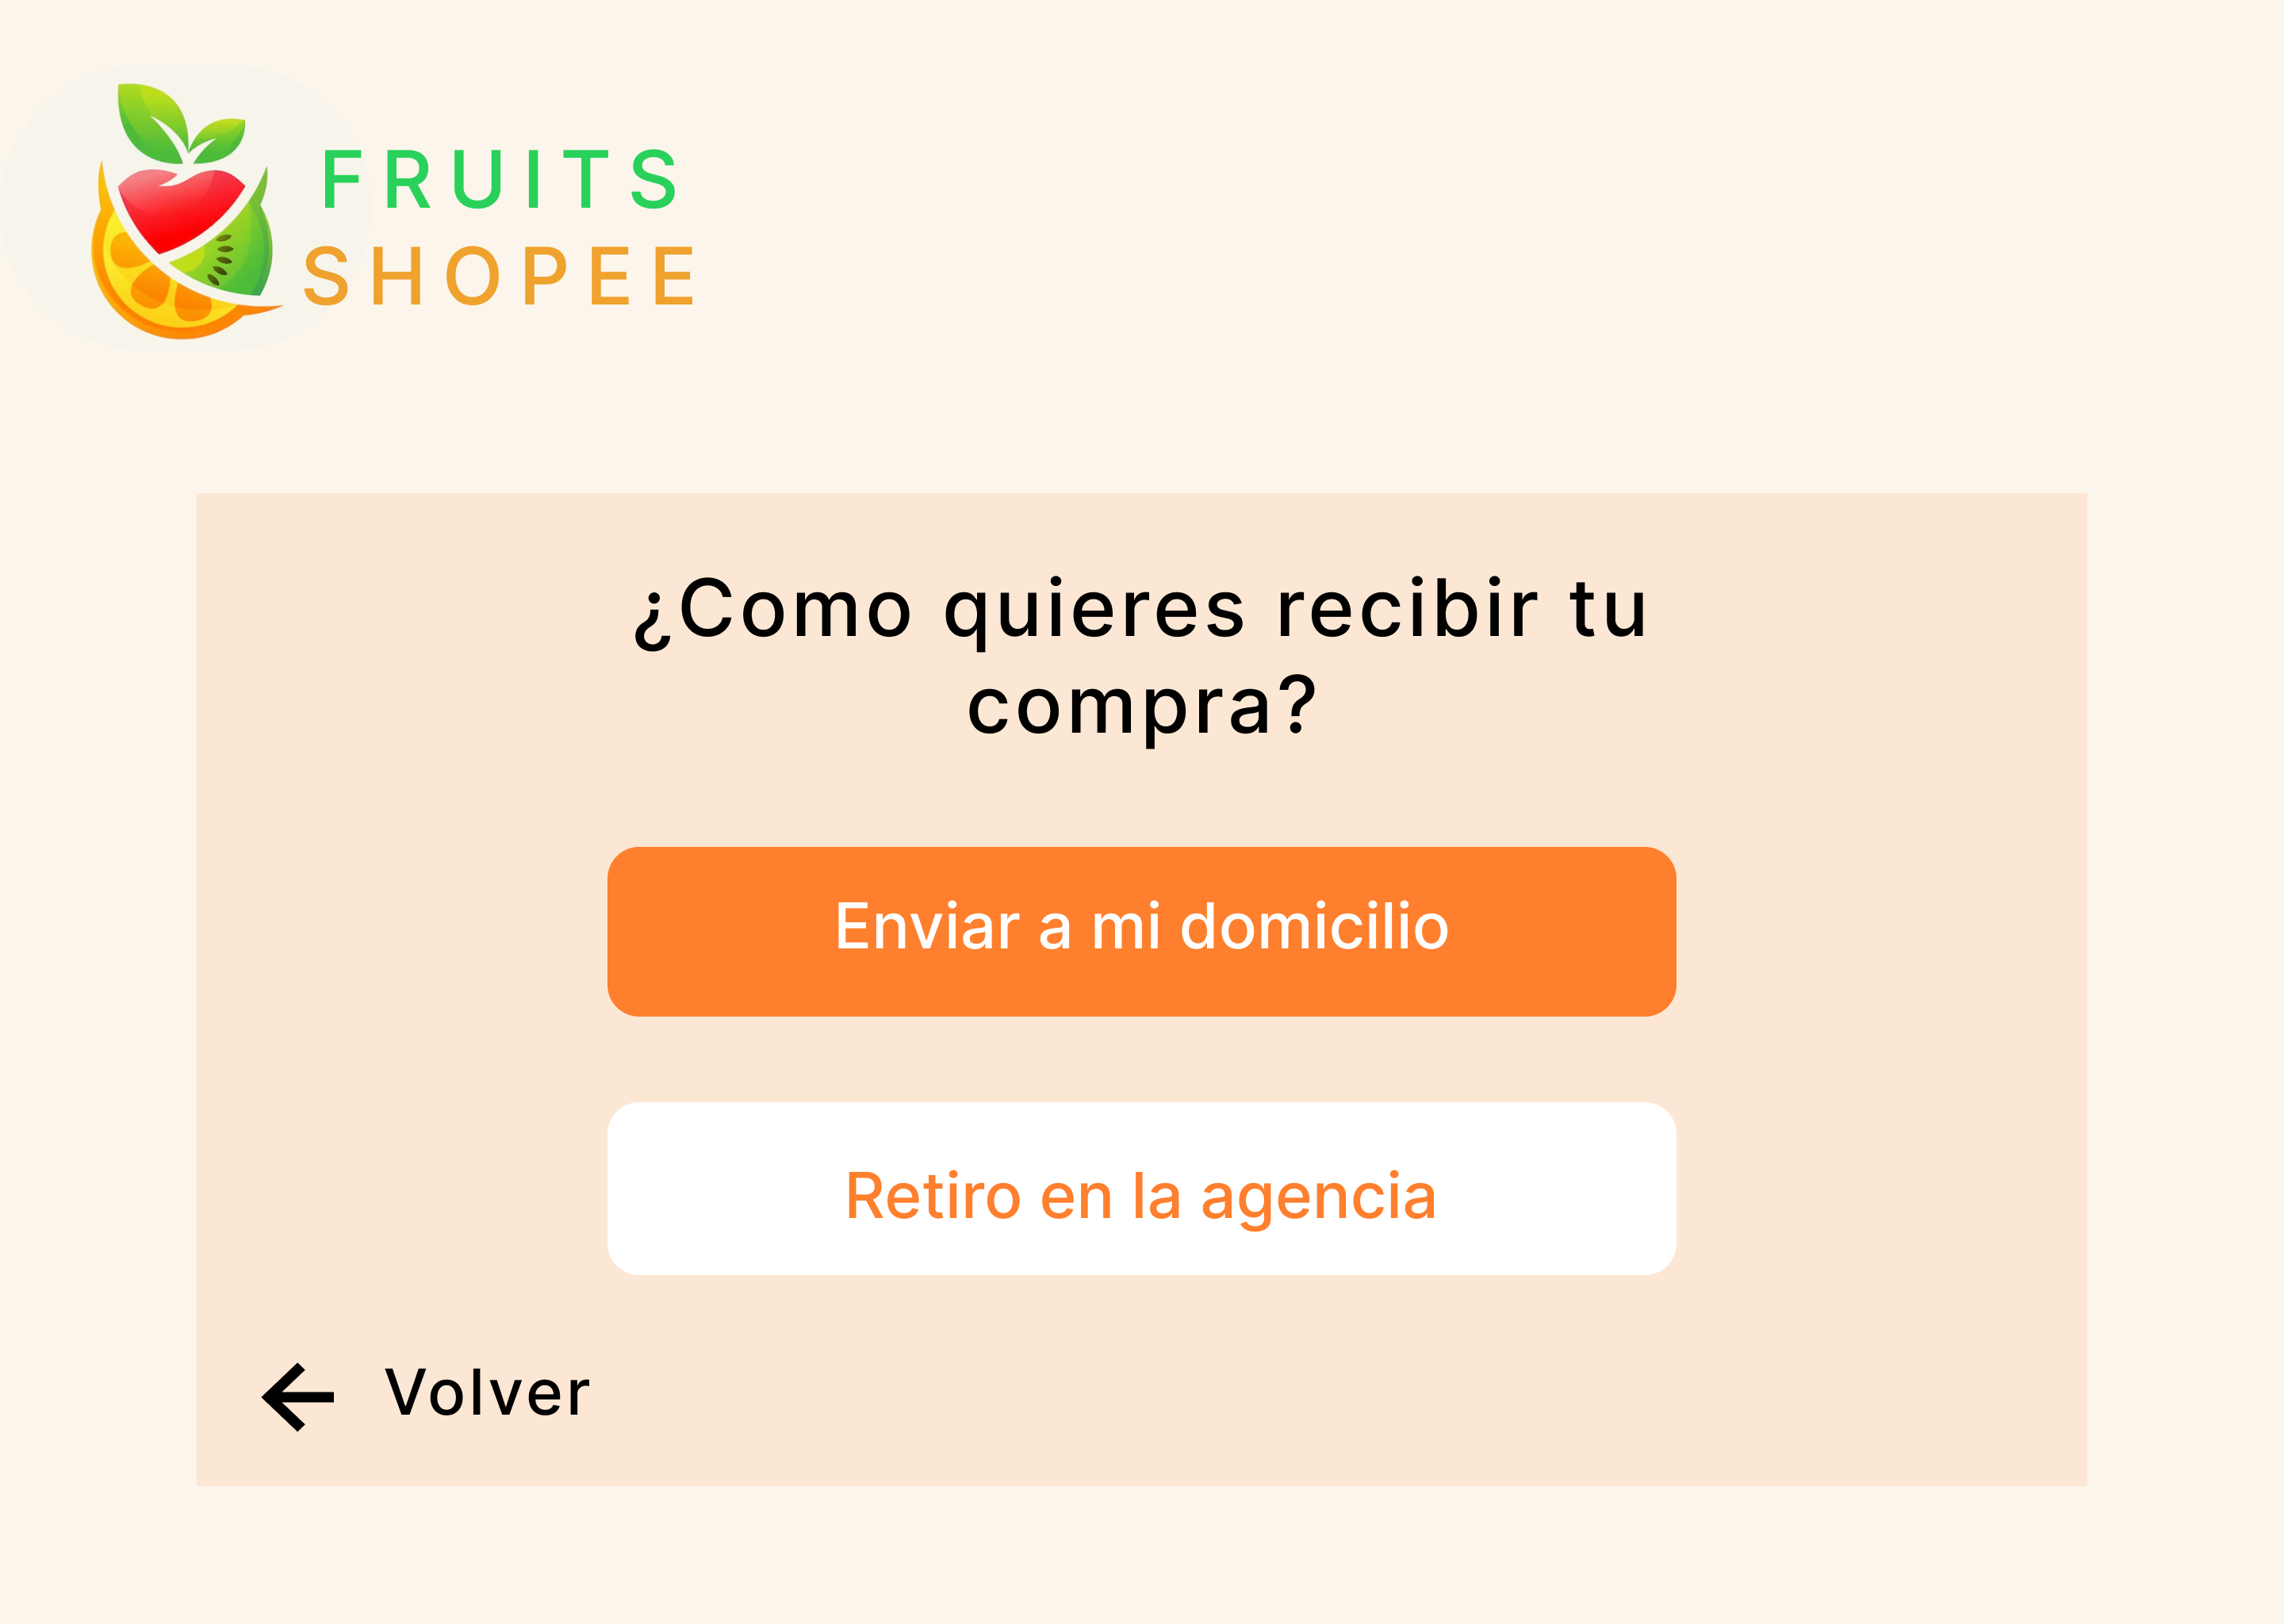 FRUITS
SHOPEE
¿Como quieres recibir tu
compra?
Enviar a mi domicilio
Retiro en la agencia
Volver